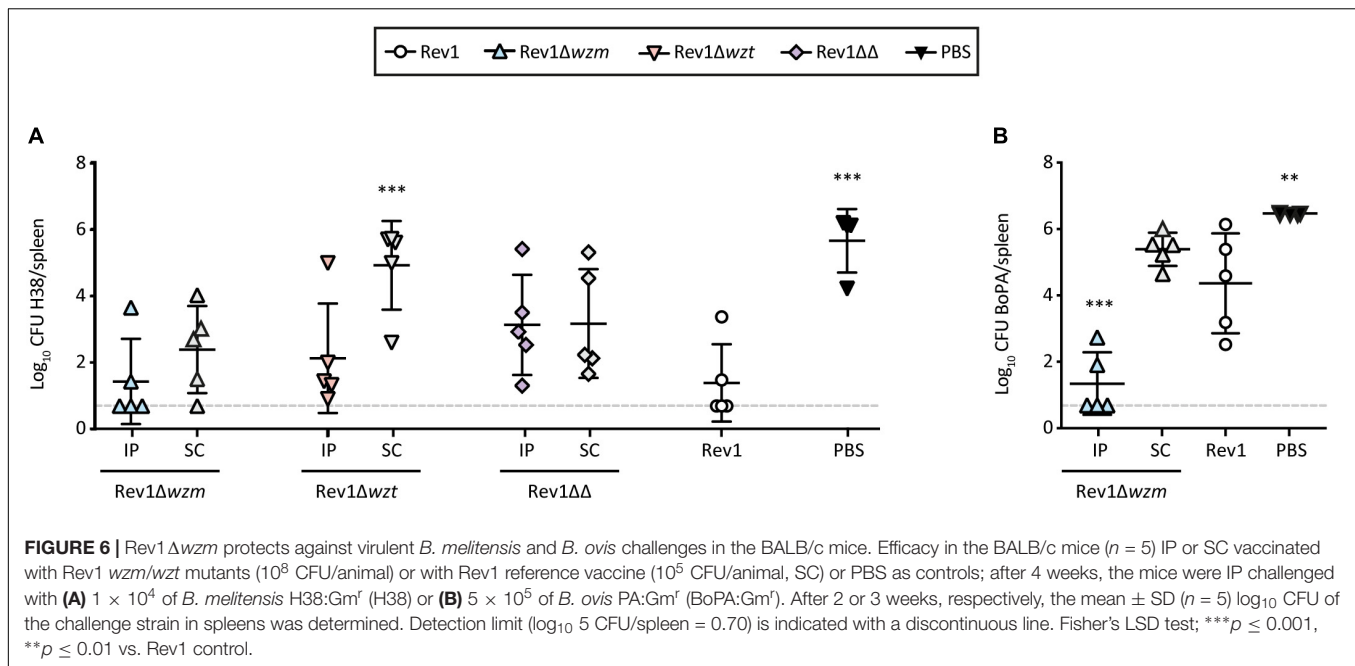 Rev1 Rev1Δwzm Rev1Δwzt Rev1ΔΔ PBS
A
Log₁₀ CFU H38/spleen
8
6
4
2
0
***
***
IP SC IP SC IP SC Rev1 PBS
Rev1Δwzm Rev1Δwzt Rev1ΔΔ
B
Log₁₀ CFU BoPA/spleen
8
6
4
2
0
***
**
IP SC Rev1 PBS
Rev1Δwzm
FIGURE 6 | Rev1Δwzm protects against virulent B. melitensis and B. ovis challenges in the BALB/c mice. Efficacy in the BALB/c mice (n = 5) IP or SC vaccinated
with Rev1 wzm/wzt mutants (10⁸ CFU/animal) or with Rev1 reference vaccine (10⁵ CFU/animal, SC) or PBS as controls; after 4 weeks, the mice were IP challenged
with (A) 1 × 10⁴ of B. melitensis H38:Gmʳ (H38) or (B) 5 × 10⁵ of B. ovis PA:Gmʳ (BoPA:Gmʳ). After 2 or 3 weeks, respectively, the mean ± SD (n = 5) log₁₀ CFU of
the challenge strain in spleens was determined. Detection limit (log₁₀ 5 CFU/spleen = 0.70) is indicated with a discontinuous line. Fisher's LSD test; ***p ≤ 0.001,
**p ≤ 0.01 vs. Rev1 control.